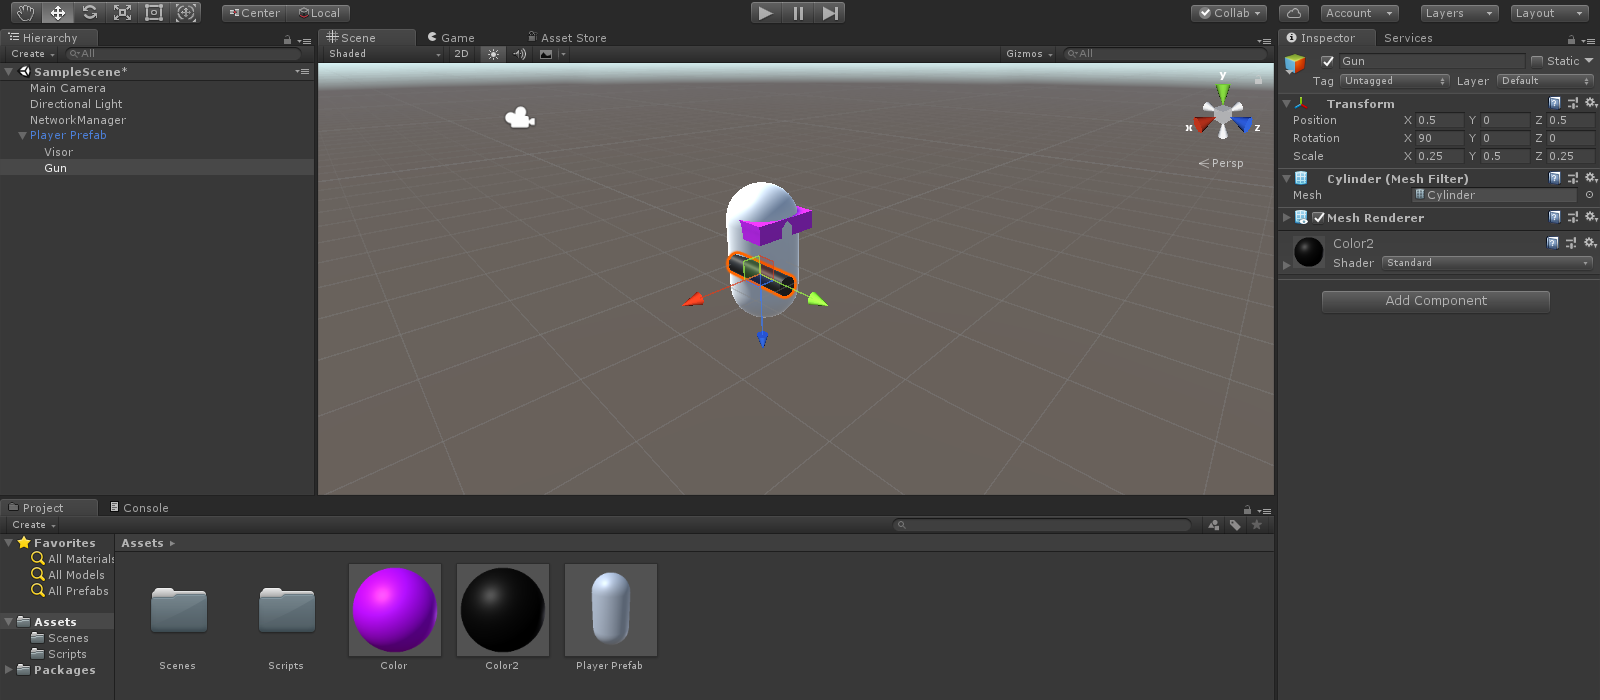 Center Local Collab Account Layers Layout
Hierarchy
Create All
SampleScene*
Main Camera
Directional Light
NetworkManager
Player Prefab
Visor
Gun
Scene Game Asset Store
Shaded 2D Gizmos All
y
x z
Persp
Inspector Services
Gun Static
Tag Untagged Layer Default
Transform
Position X 0.5 Y 0 Z 0.5
Rotation X 90 Y 0 Z 0
Scale X 0.25 Y 0.5 Z 0.25
Cylinder (Mesh Filter)
Mesh Cylinder
Mesh Renderer
Color2
Shader Standard
Add Component
Project Console
Create
Favorites
All Materials
All Models
All Prefabs
Assets
Scenes
Scripts
Packages
Assets
Scenes Scripts Color Color2 Player Prefab